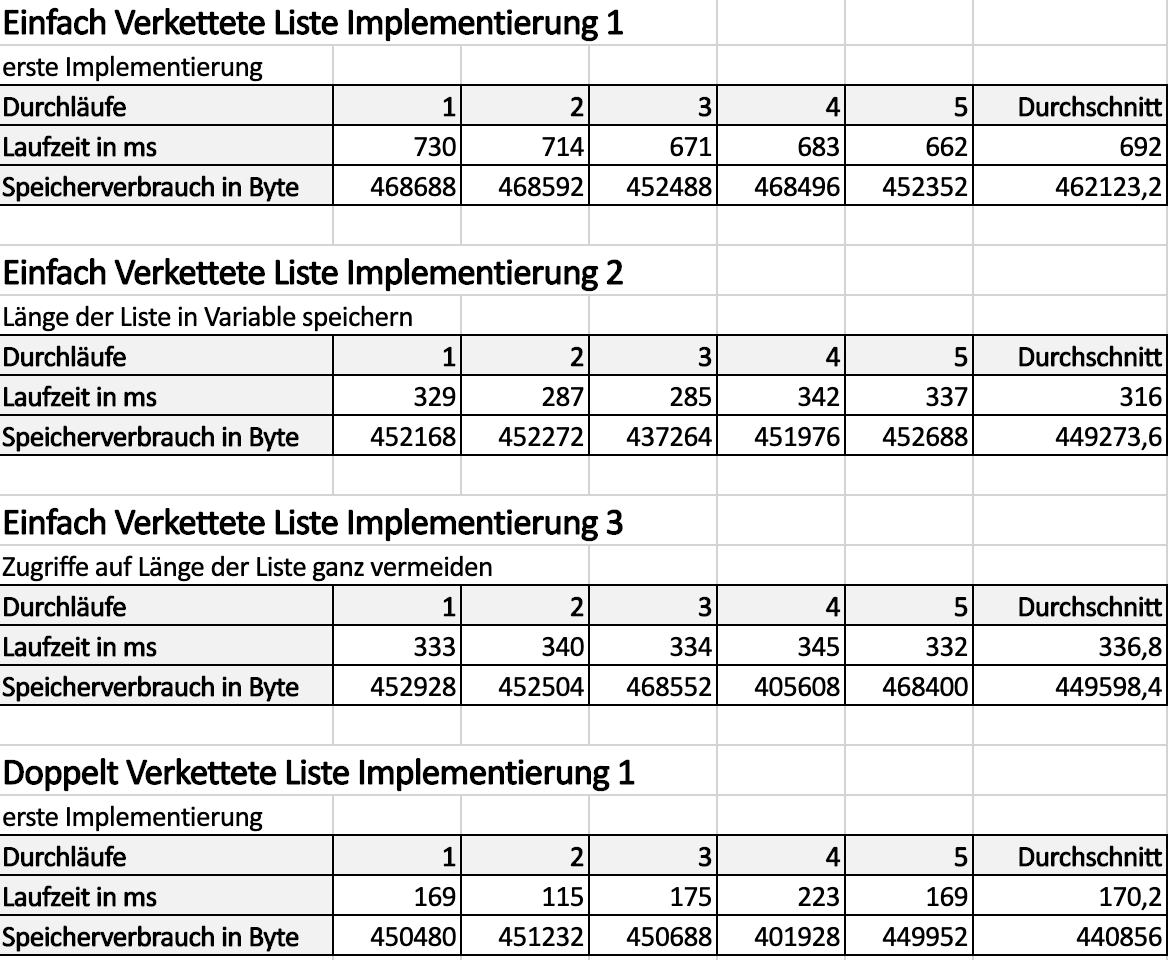 Einfach Verkettete Liste Implementierung 1
erste Implementierung
Durchläufe 1 2 3 4 5 Durchschnitt
Laufzeit in ms 730 714 671 683 662 692
Speicherverbrauch in Byte 468688 468592 452488 468496 452352 462123,2
Einfach Verkettete Liste Implementierung 2
Länge der Liste in Variable speichern
Durchläufe 1 2 3 4 5 Durchschnitt
Laufzeit in ms 329 287 285 342 337 316
Speicherverbrauch in Byte 452168 452272 437264 451976 452688 449273,6
Einfach Verkettete Liste Implementierung 3
Zugriffe auf Länge der Liste ganz vermeiden
Durchläufe 1 2 3 4 5 Durchschnitt
Laufzeit in ms 333 340 334 345 332 336,8
Speicherverbrauch in Byte 452928 452504 468552 405608 468400 449598,4
Doppelt Verkettete Liste Implementierung 1
erste Implementierung
Durchläufe 1 2 3 4 5 Durchschnitt
Laufzeit in ms 169 115 175 223 169 170,2
Speicherverbrauch in Byte 450480 451232 450688 401928 449952 440856